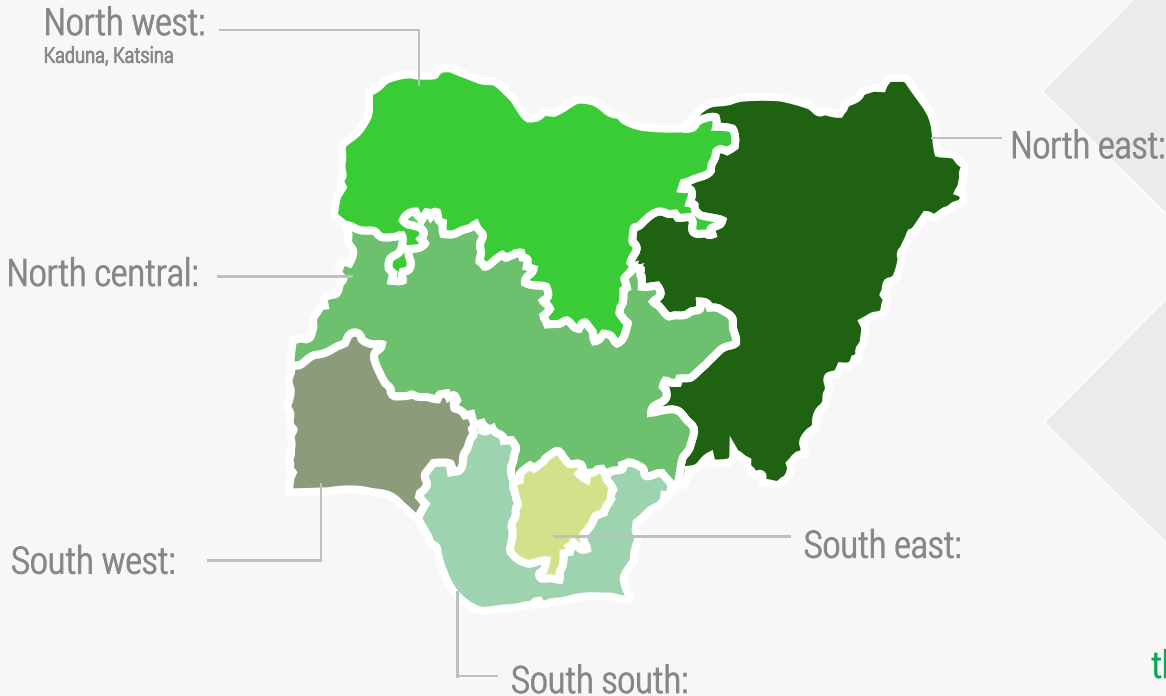 North west:
Kaduna, Katsina
North east:
North central:
South west:
South east:
South south: